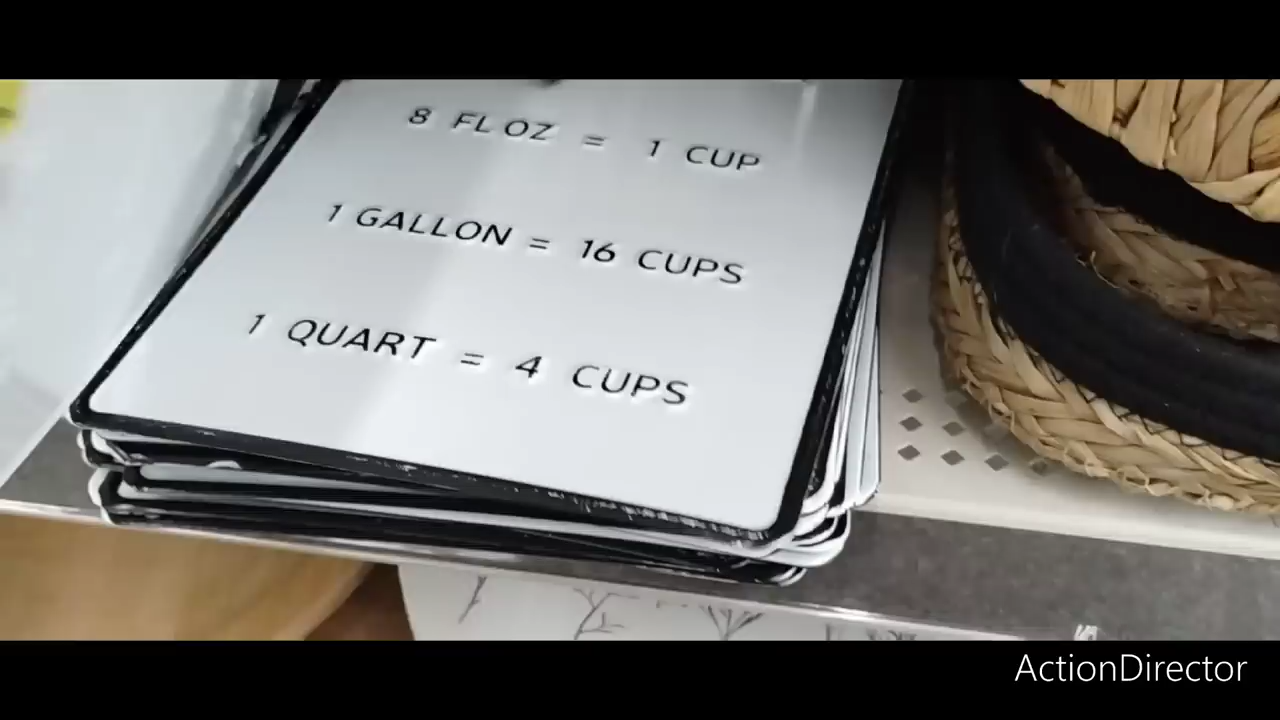 8 FL OZ = 1 CUP
1 GALLON = 16 CUPS
1 QUART = 4 CUPS
ActionDirector